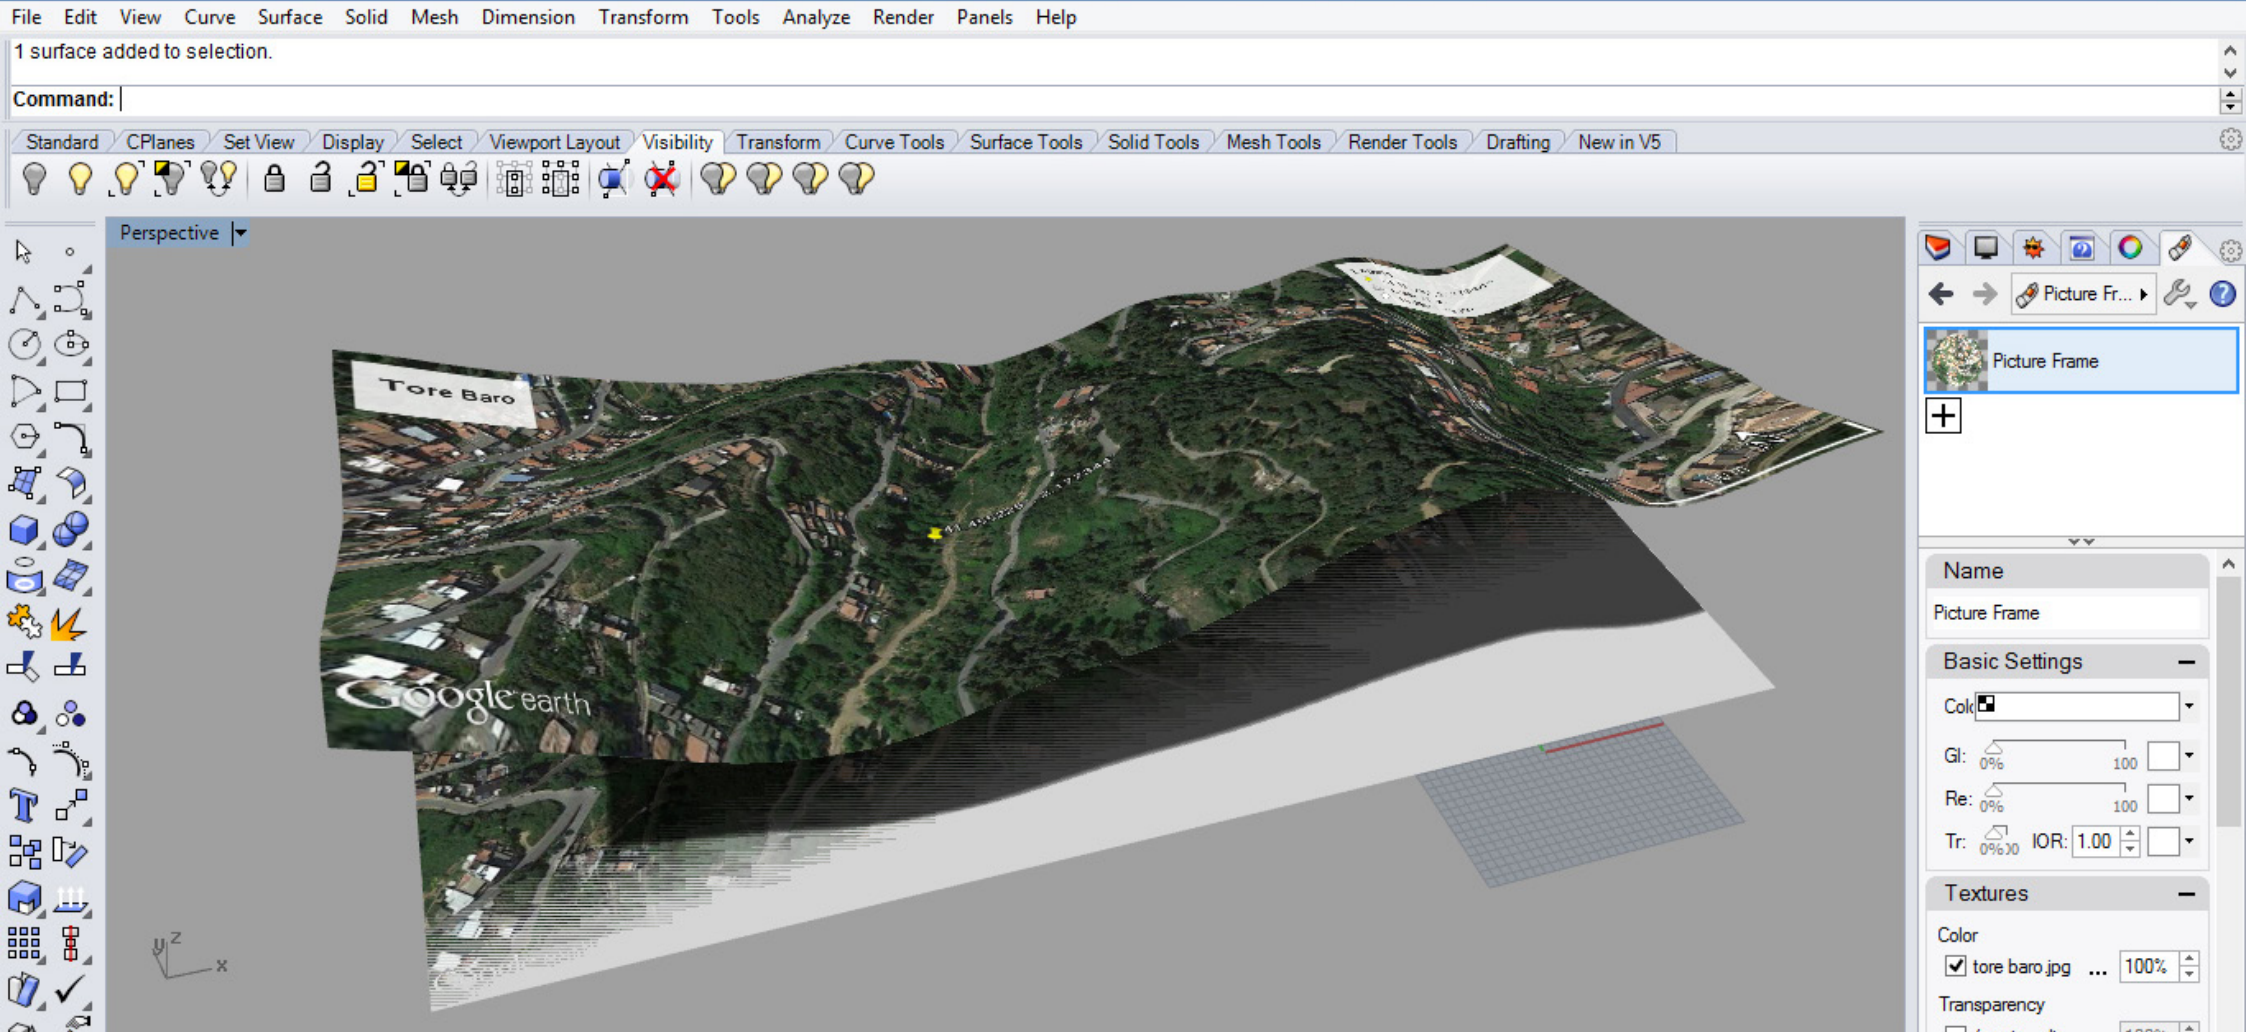 File Edit View Curve Surface Solid Mesh Dimension Transform Tools Analyze Render Panels Help
1 surface added to selection.
Command:
Standard CPlanes Set View Display Select Viewport Layout Visibility Transform Curve Tools Surface Tools Solid Tools Mesh Tools Render Tools Drafting New in V5
Perspective
Tore Baro
Google earth
z
y
x
Picture Fr...
Picture Frame
Name
Picture Frame
Basic Settings
Colo
Gl: 0% 100
Re: 0% 100
Tr: 0% IOR: 1.00
Textures
Color
tore baro.jpg ... 100%
Transparency